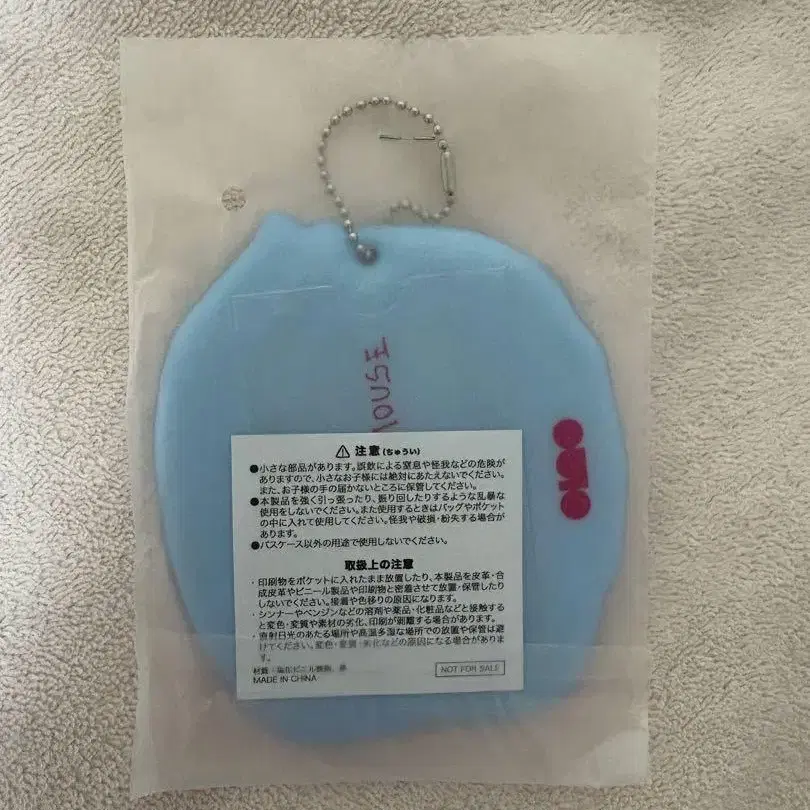 MOUSE
⚠ 注意(ちゅうい)
●小さな部品があります。誤飲による窒息や怪我などの危険が
ありますので、小さなお子様には絶対にあたえないでください。
また、お子様の手の届かないところに保管してください。
●本製品を強く引っ張ったり、振り回したりするような乱暴な
使用をしないでください。また使用するときはバッグやポケット
の中に入れて使用してください。怪我や破損・紛失する場合が
あります。
●パスケース以外の用途で使用しないでください。
取扱上の注意
・印刷物をポケットに入れたまま放置したり、本製品を皮革・合
成皮革やビニール製品や印刷物と密着させて放置・保管したり
しないでください。接着や色移りの原因になります。
・シンナーやベンジンなどの溶剤や薬品・化粧品などと接触する
と変色・変質や素材の劣化、印刷が剥離する場合があります。
・直射日光のあたる場所や高温多湿な場所での放置や保管は避
けてください。変色・変質・劣化などの原因になる場合がありま
す。
材質：塩化ビニル樹脂、鉄
MADE IN CHINA
NOT FOR SALE